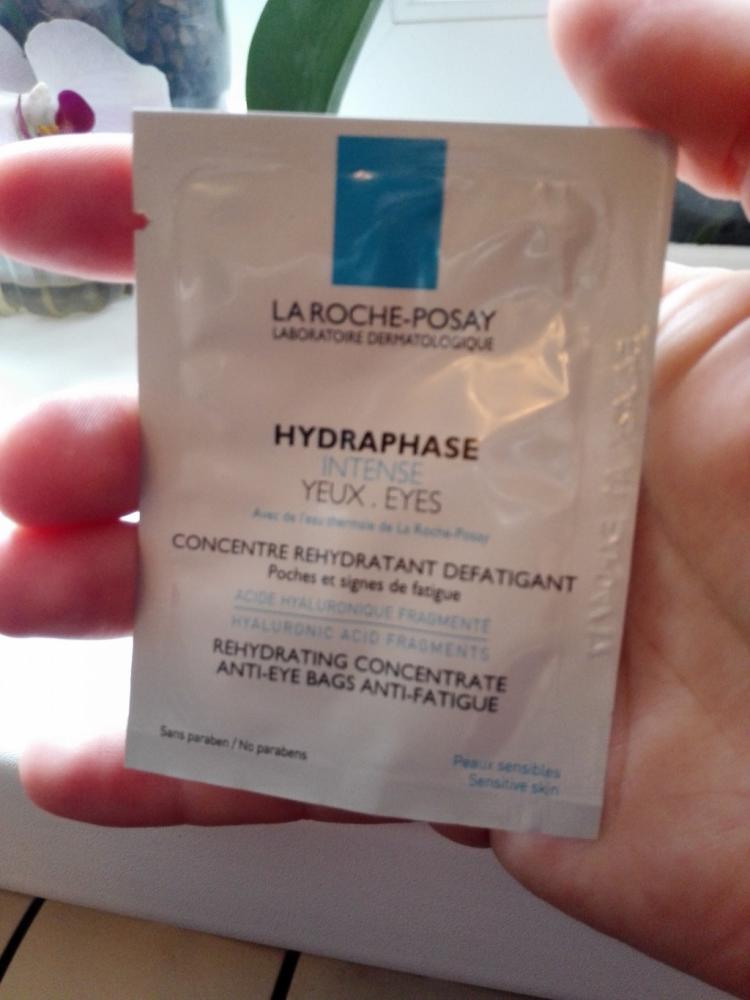 LA ROCHE-POSAY
LABORATOIRE DERMATOLOGIQUE
HYDRAPHASE
INTENSE
YEUX . EYES
Avec de l'eau thermale de La Roche-Posay
CONCENTRE REHYDRATANT DEFATIGANT
Poches et signes de fatigue
ACIDE HYALURONIQUE FRAGMENTE
HYALURONIC ACID FRAGMENTS
REHYDRATING CONCENTRATE
ANTI-EYE BAGS ANTI-FATIGUE
Sans paraben / No parabens
Peaux sensibles
Sensitive skin